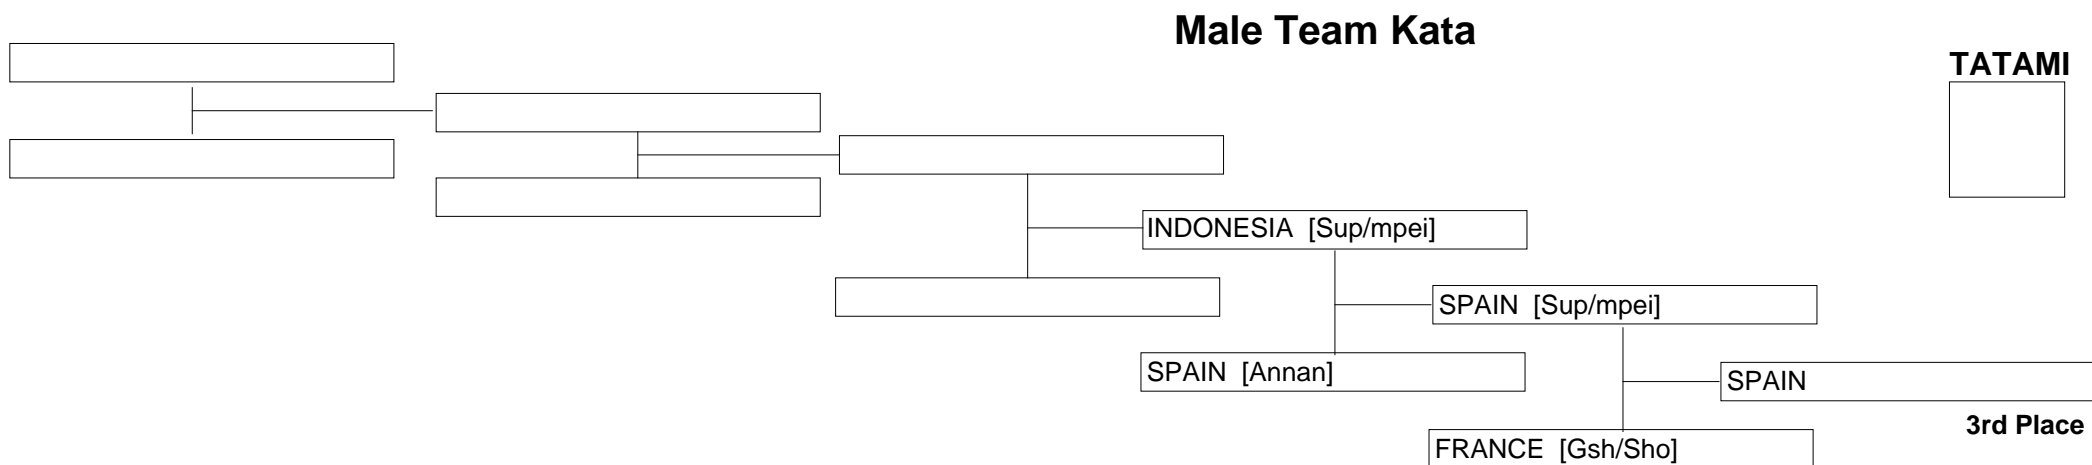 Male Team Kata
TATAMI
INDONESIA [Sup/mpei]
SPAIN [Sup/mpei]
SPAIN [Annan]
SPAIN
3rd Place
FRANCE [Gsh/Sho]